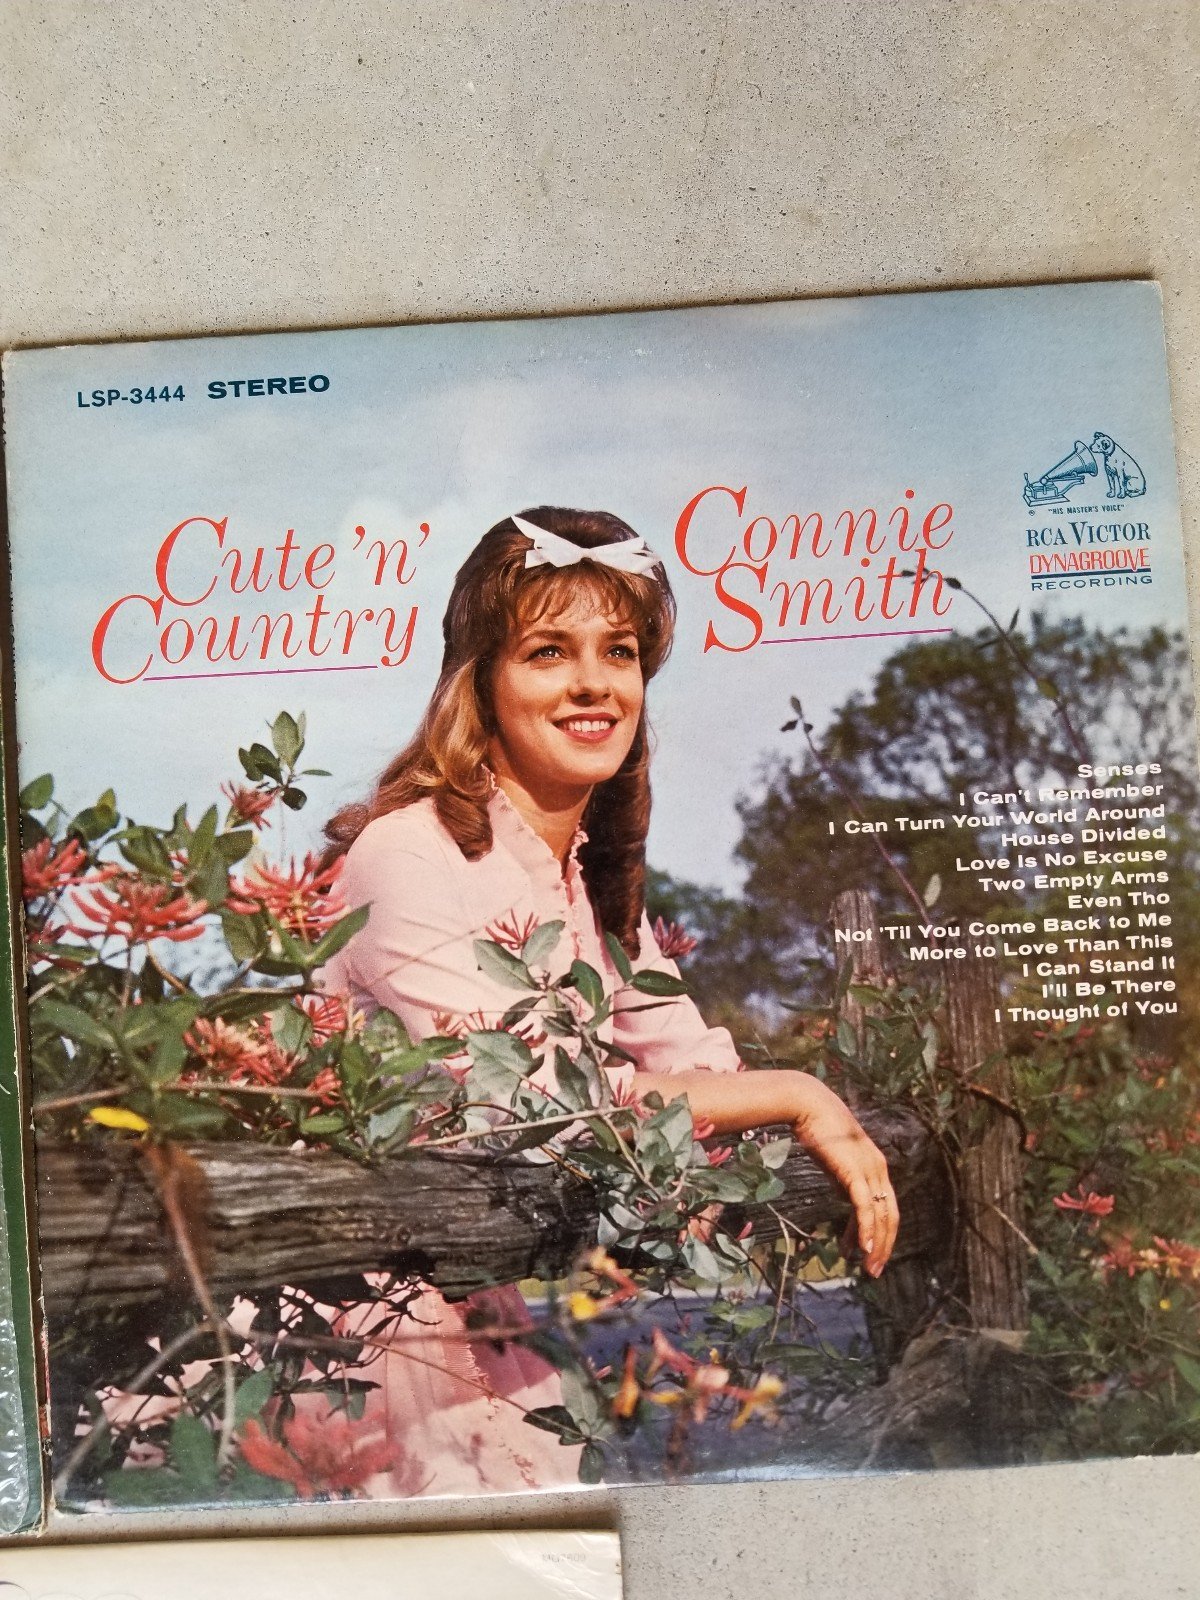 LSP-3444 STEREO
Cute 'n'
Country
Connie
Smith
®
"HIS MASTER'S VOICE"
RCA VICTOR
DYNAGROOVE
RECORDING
Senses
I Can't Remember
I Can Turn Your World Around
House Divided
Love Is No Excuse
Two Empty Arms
Even Tho
Not 'Til You Come Back to Me
More to Love Than This
I Can Stand It
I'll Be There
I Thought of You